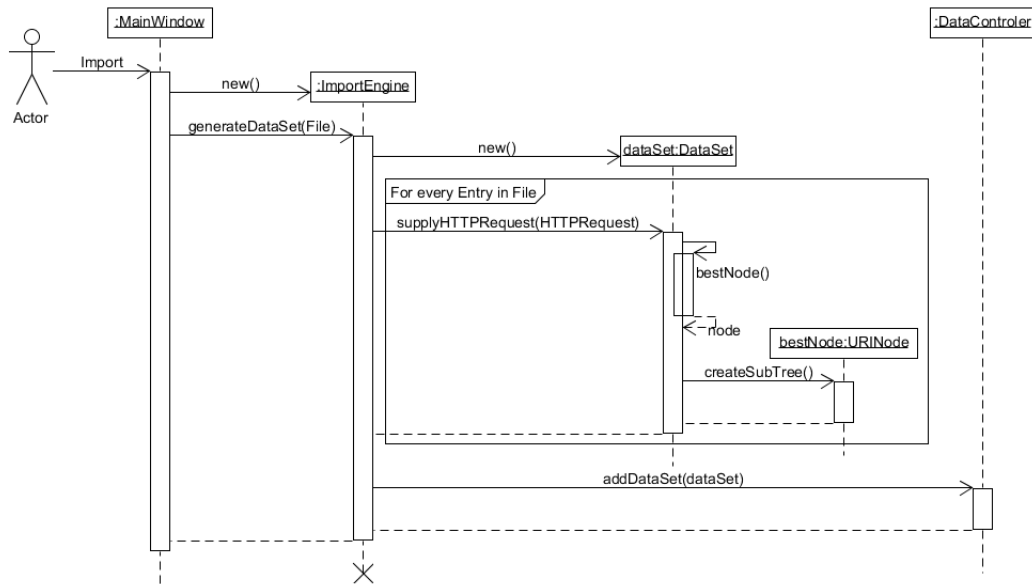 :MainWindow
:DataControler
Import
Actor
new()
:ImportEngine
generateDataSet(File)
new()
dataSet:DataSet
For every Entry in File
supplyHTTPRequest(HTTPRequest)
bestNode()
node
bestNode:URINode
createSubTree()
addDataSet(dataSet)